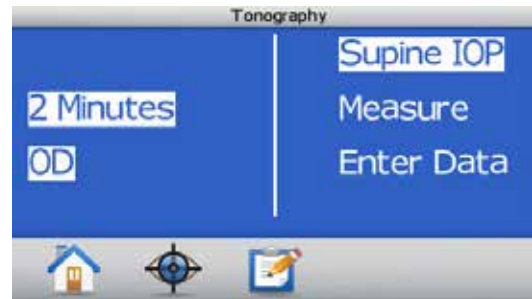 Tonography
2 Minutes
OD
Supine IOP
Measure
Enter Data